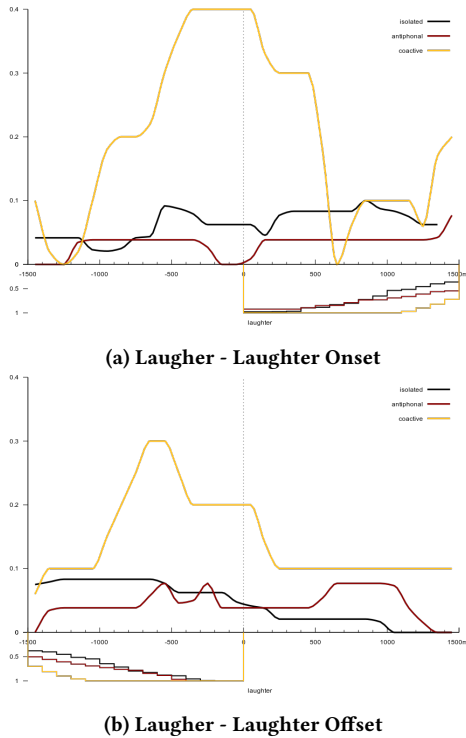 0.4
isolated
antiphonal
coactive
0.3
0.2
0.1
0
-1500 -1000 -500 0 500 1000 1500m
0.5
1
laughter
(a) Laugher - Laughter Onset
0.4
isolated
antiphonal
coactive
0.3
0.2
0.1
0
-1500 -1000 -500 0 500 1000 1500m
0.5
1
laughter
(b) Laugher - Laughter Offset